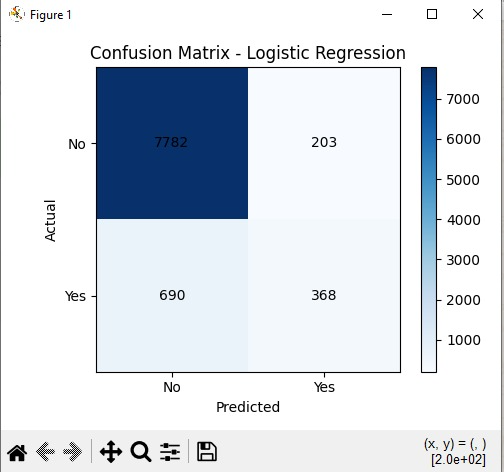 Figure 1
Confusion Matrix - Logistic Regression
No
7782
203
Yes
690
368
Actual
No
Yes
Predicted
7000
6000
5000
4000
3000
2000
1000
(x, y) = (, )
[2.0e+02]